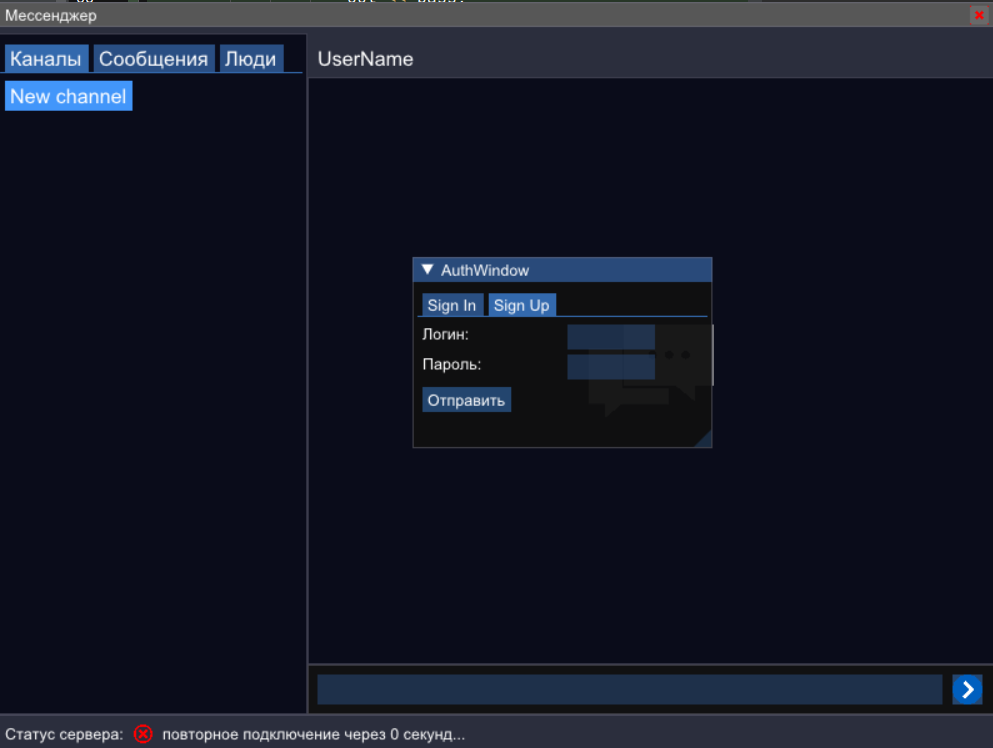 Мессенджер
Каналы Сообщения Люди
UserName
New channel
AuthWindow
Sign In Sign Up
Логин:
Пароль:
Отправить
Статус сервера: повторное подключение через 0 секунд...